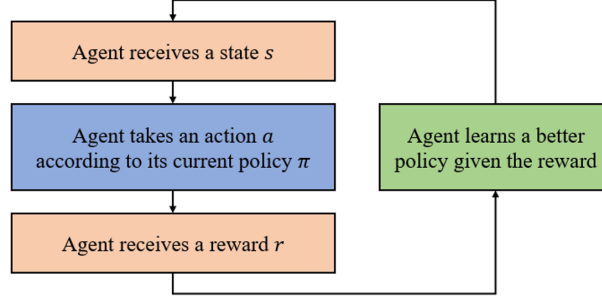 Agent receives a state s
Agent takes an action a
according to its current policy π
Agent receives a reward r
Agent learns a better
policy given the reward